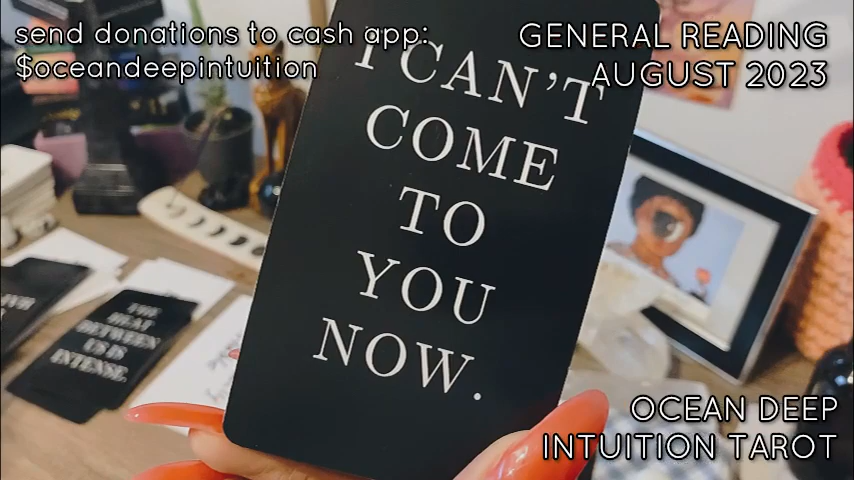 send donations to cash app:
$oceandeepintuition
GENERAL READING
AUGUST 2023
I CAN'T
COME
TO
YOU
NOW.
THE
HEAT
BETWEEN
US IS
INTENSE.
OCEAN DEEP
INTUITION TAROT